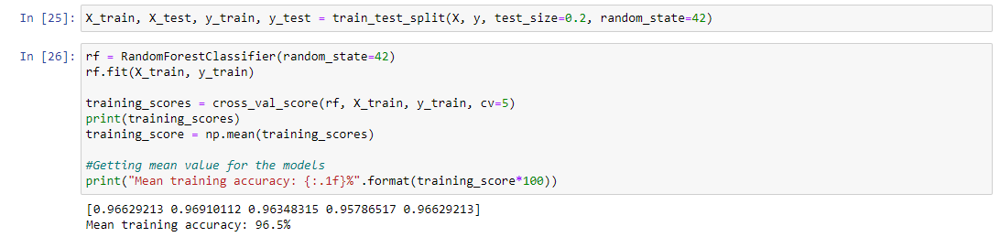 In [25]: X_train, X_test, y_train, y_test = train_test_split(X, y, test_size=0.2, random_state=42)
In [26]: rf = RandomForestClassifier(random_state=42)
rf.fit(X_train, y_train)
training_scores = cross_val_score(rf, X_train, y_train, cv=5)
print(training_scores)
training_score = np.mean(training_scores)
#Getting mean value for the models
print("Mean training accuracy: {:.1f}%".format(training_score*100))
[0.96629213 0.96910112 0.96348315 0.95786517 0.96629213]
Mean training accuracy: 96.5%